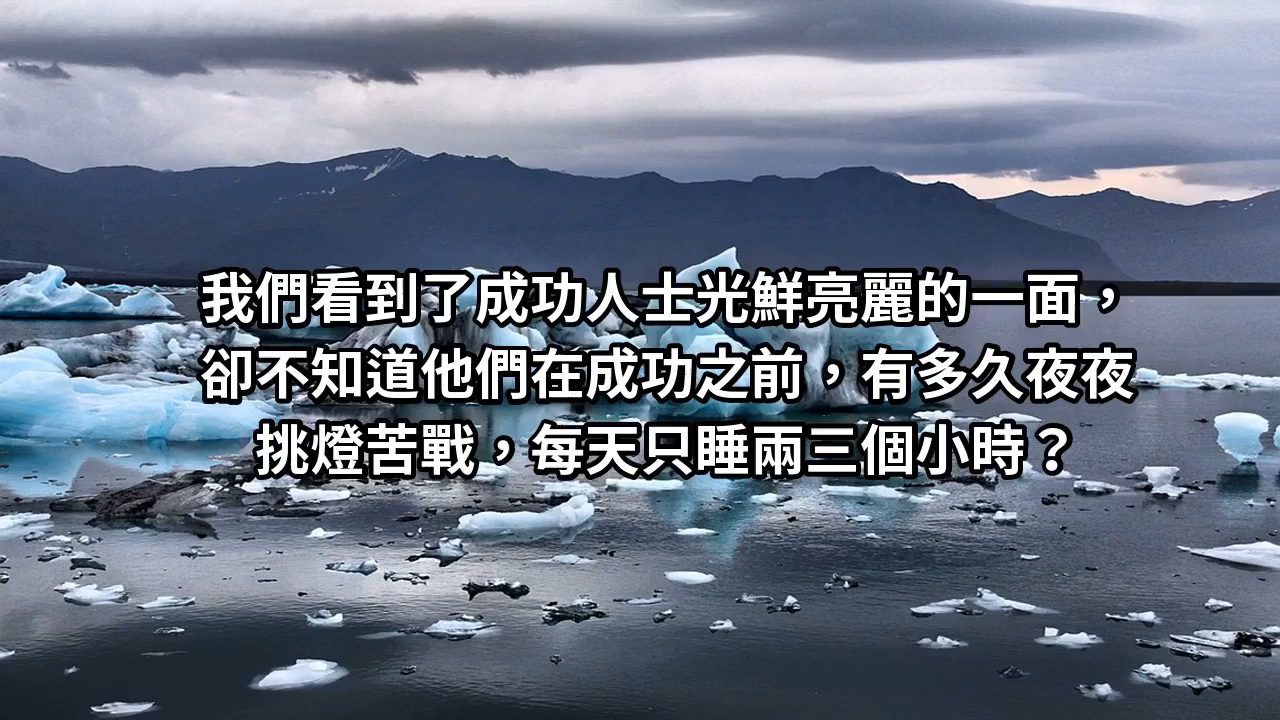 我們看到了成功人士光鮮亮麗的一面，
卻不知道他們在成功之前，有多久夜夜
挑燈苦戰，每天只睡兩三個小時？